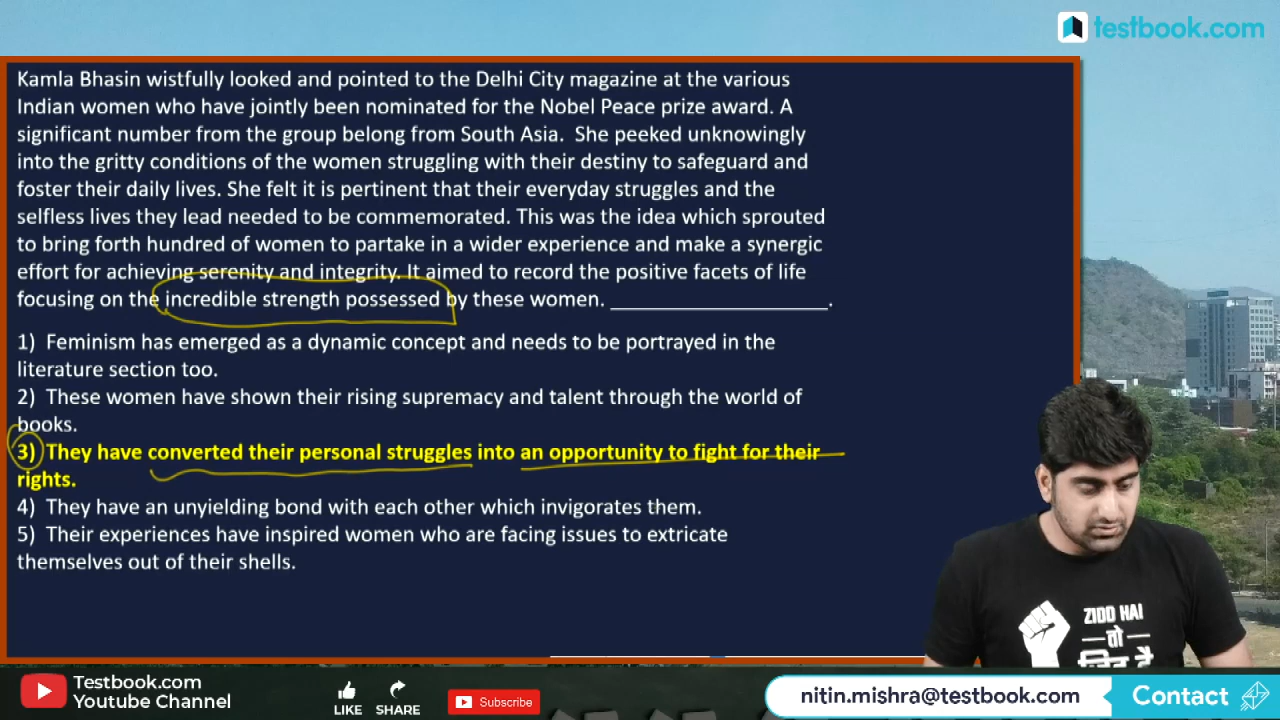 testbook.com
Kamla Bhasin wistfully looked and pointed to the Delhi City magazine at the various
Indian women who have jointly been nominated for the Nobel Peace prize award. A
significant number from the group belong from South Asia.  She peeked unknowingly
into the gritty conditions of the women struggling with their destiny to safeguard and
foster their daily lives. She felt it is pertinent that their everyday struggles and the
selfless lives they lead needed to be commemorated. This was the idea which sprouted
to bring forth hundred of women to partake in a wider experience and make a synergic
effort for achieving serenity and integrity. It aimed to record the positive facets of life
focusing on the incredible strength possessed by these women. ____________________.
1)  Feminism has emerged as a dynamic concept and needs to be portrayed in the
literature section too.
2)  These women have shown their rising supremacy and talent through the world of
books.
3)  They have converted their personal struggles into an opportunity to fight for their
rights.
4)  They have an unyielding bond with each other which invigorates them.
5)  Their experiences have inspired women who are facing issues to extricate
themselves out of their shells.
ZIDD HAI
तो
Testbook.com
YouTube Channel
LIKE
SHARE
Subscribe
nitin.mishra@testbook.com
Contact